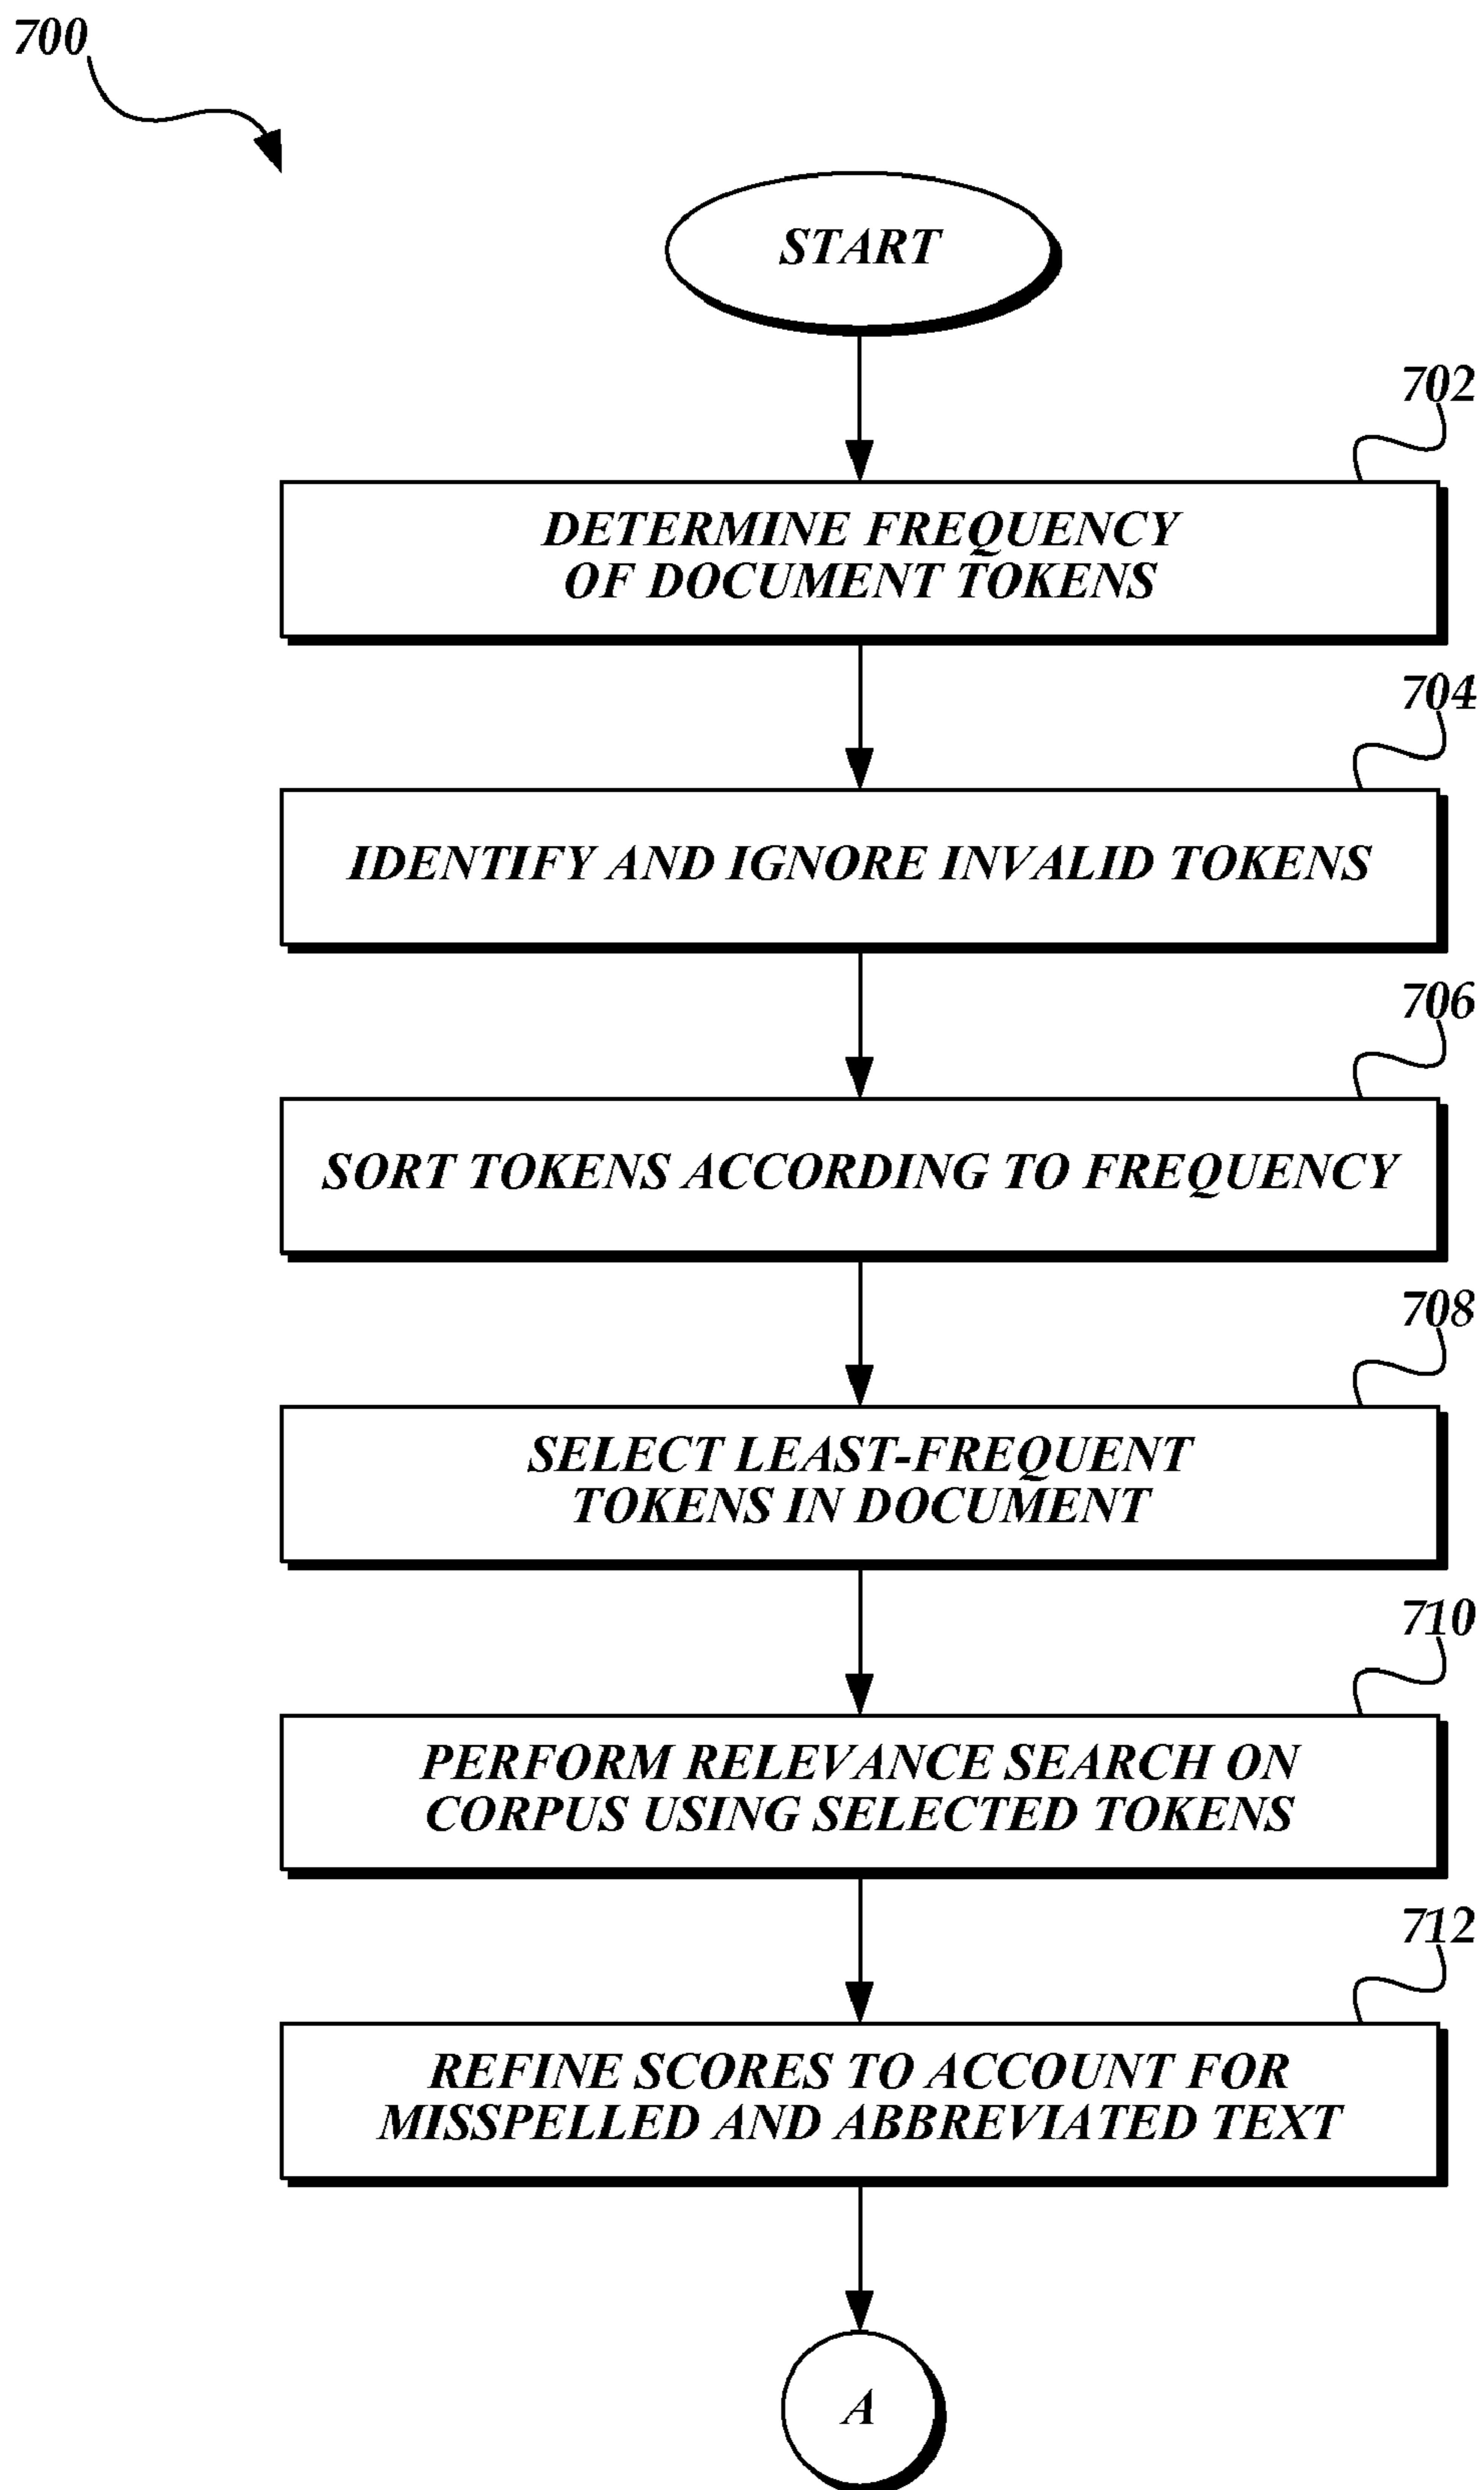 700
START
702
DETERMINE FREQUENCY
OF DOCUMENT TOKENS
704
IDENTIFY AND IGNORE INVALID TOKENS
706
SORT TOKENS ACCORDING TO FREQUENCY
708
SELECT LEAST-FREQUENT
TOKENS IN DOCUMENT
710
PERFORM RELEVANCE SEARCH ON
CORPUS USING SELECTED TOKENS
712
REFINE SCORES TO ACCOUNT FOR
MISSPELLED AND ABBREVIATED TEXT
A